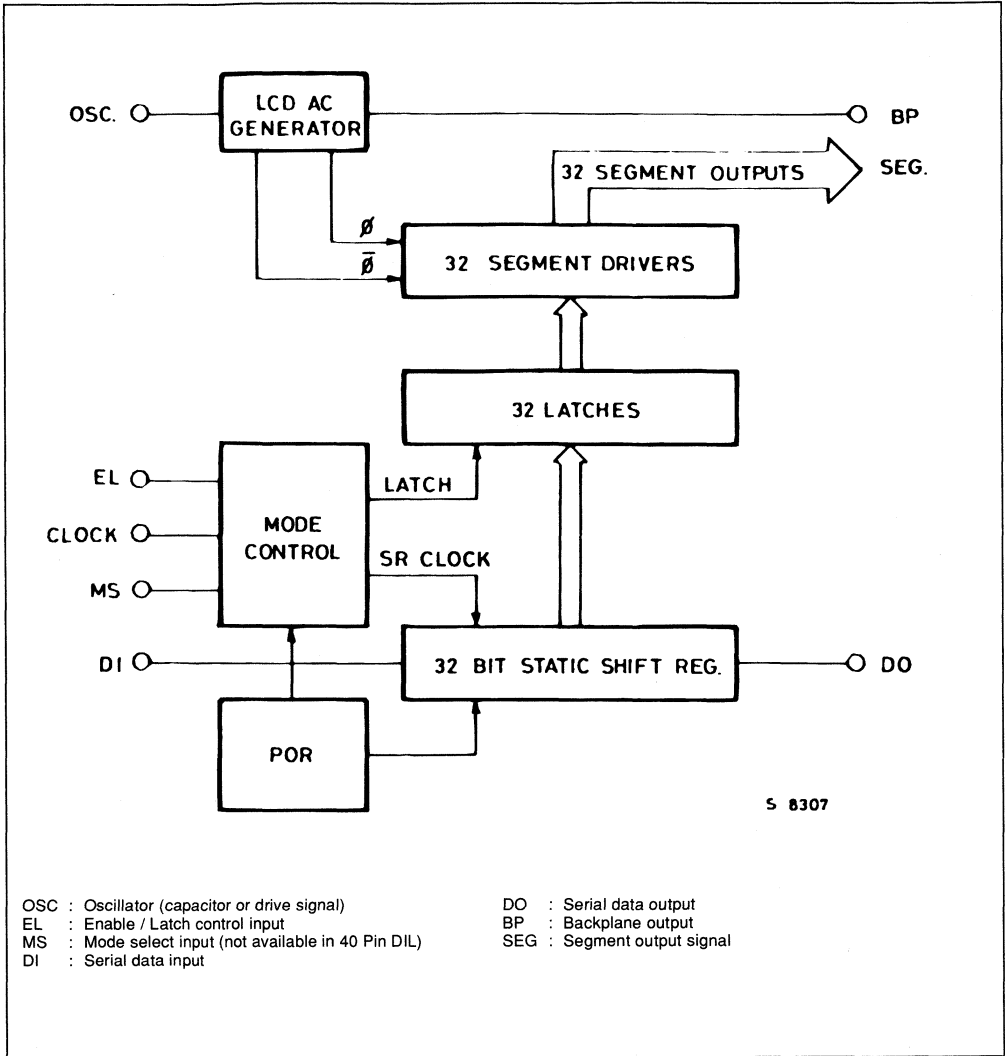 OSC.
LCD AC
GENERATOR
BP
32 SEGMENT OUTPUTS
SEG.
Ø
Ø̅
32 SEGMENT DRIVERS
32 LATCHES
EL
LATCH
CLOCK
MODE
CONTROL
SR CLOCK
MS
DI
32 BIT STATIC SHIFT REG.
DO
POR
S 8307
OSC : Oscillator (capacitor or drive signal)
EL : Enable / Latch control input
MS : Mode select input (not available in 40 Pin DIL)
DI : Serial data input
DO : Serial data output
BP : Backplane output
SEG : Segment output signal